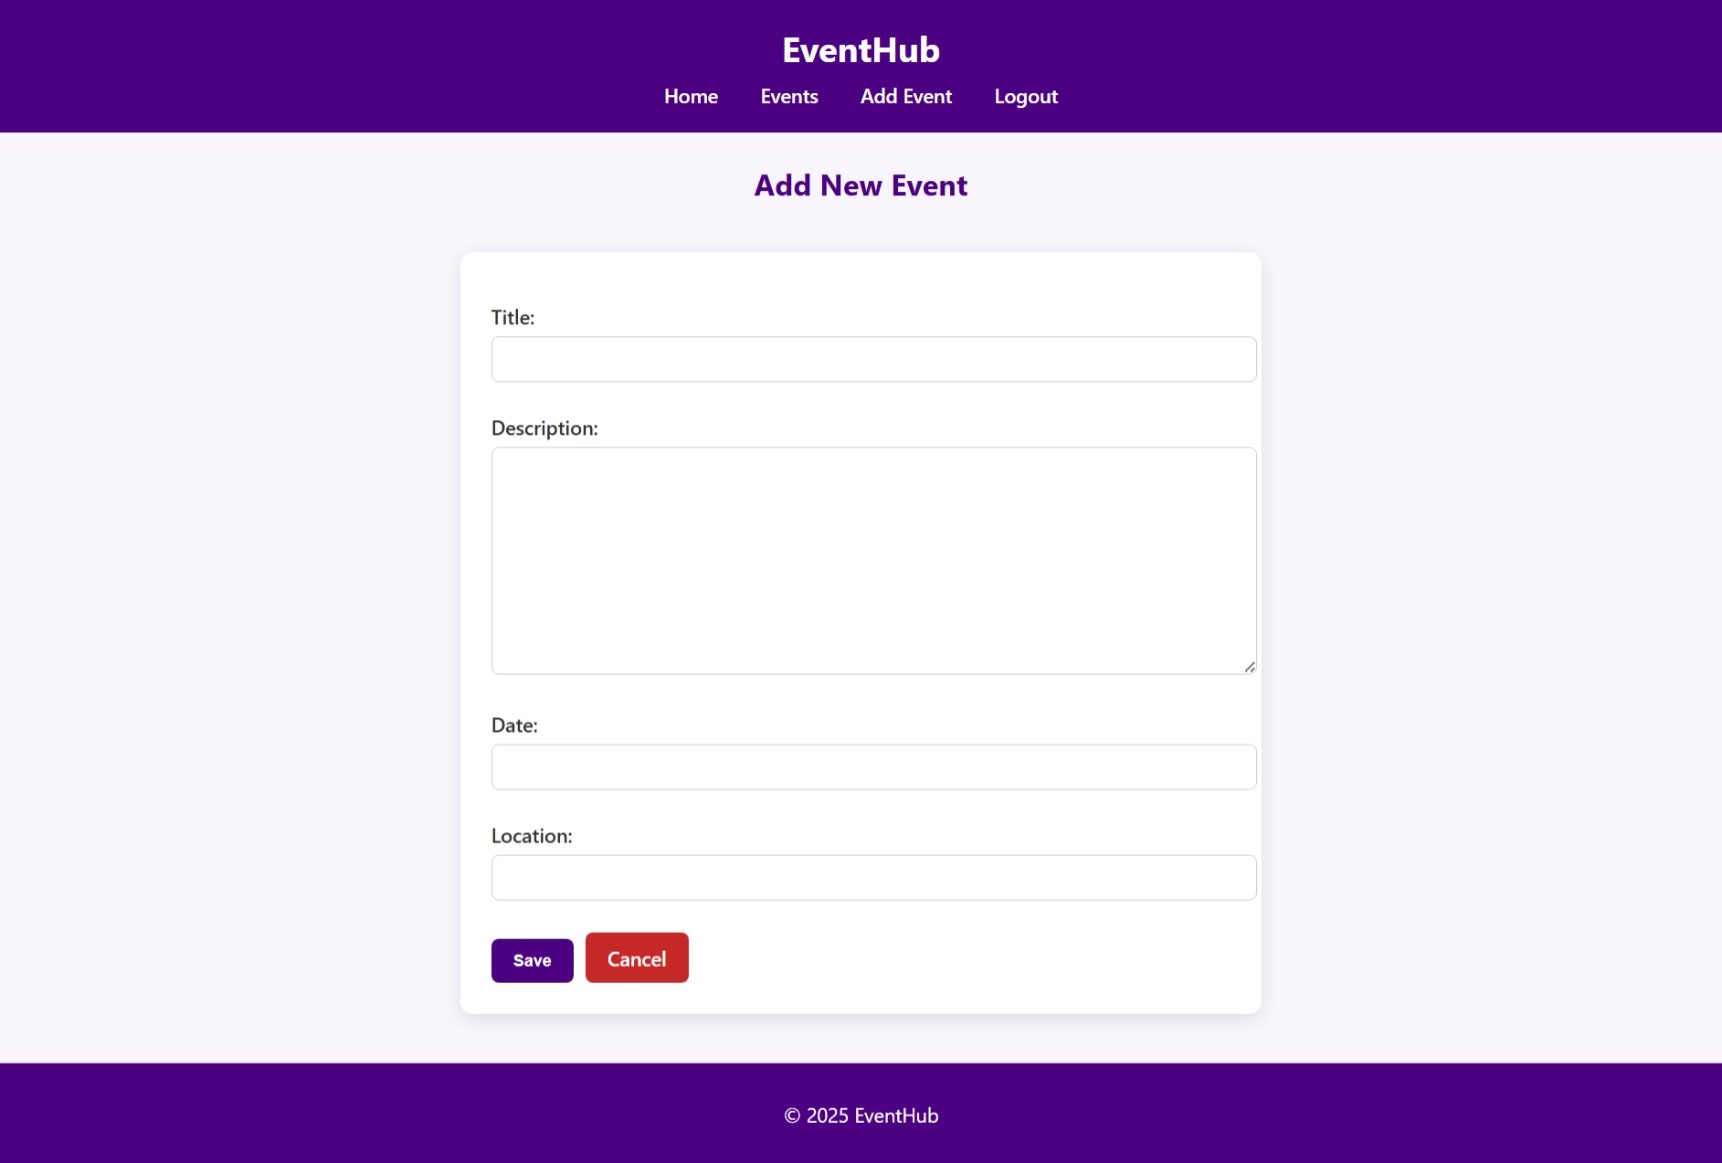 EventHub
Home Events Add Event Logout
Add New Event
Title:
Description:
Date:
Location:
Save Cancel
© 2025 EventHub